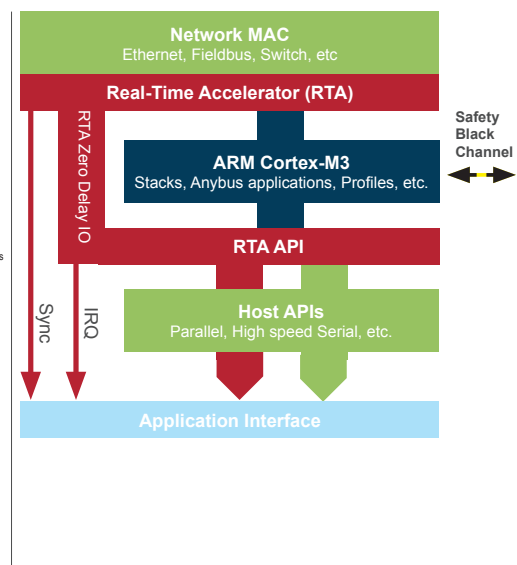 Network MAC
Ethernet, Fieldbus, Switch, etc
Real-Time Accelerator (RTA)
RTA Zero Delay IO
Safety
Black
Channel
ARM Cortex-M3
Stacks, Anybus applications, Profiles, etc.
RTA API
s
Sync
IRQ
Host APIs
Parallel, High speed Serial, etc.
Application Interface